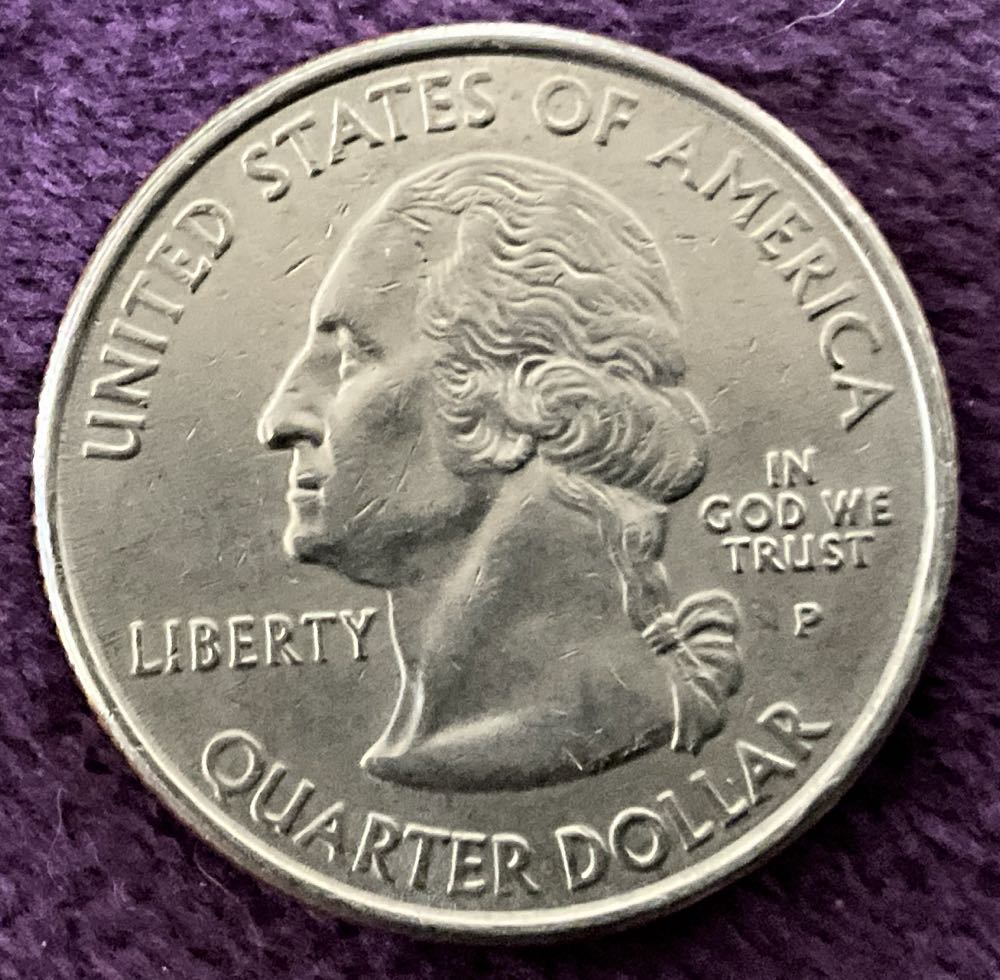 UNITED STATES OF AMERICA
LIBERTY
IN
GOD WE
TRUST
P
QUARTER DOLLAR